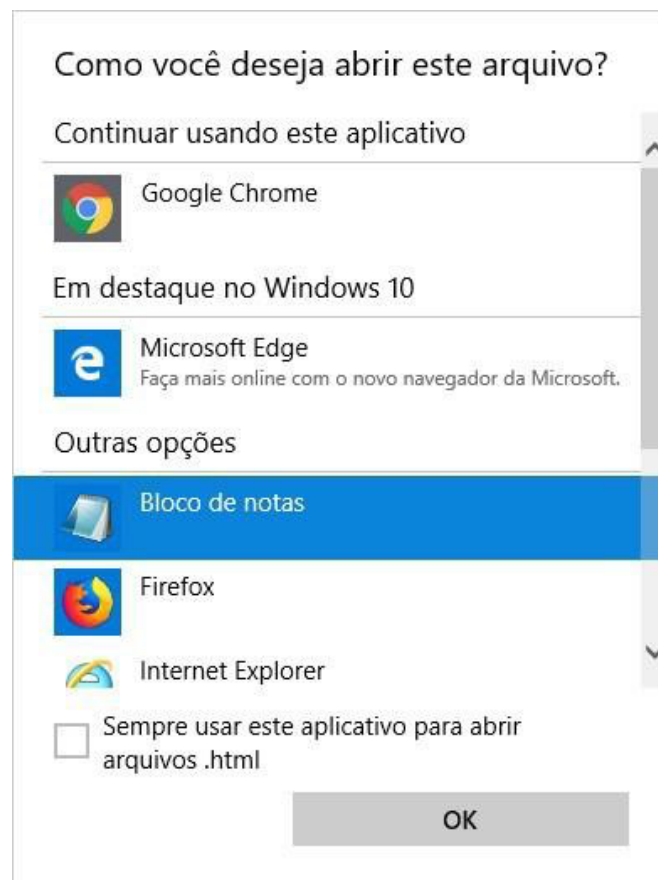 Como você deseja abrir este arquivo?
Continuar usando este aplicativo
Google Chrome
Em destaque no Windows 10
Microsoft Edge
Faça mais online com o novo navegador da Microsoft.
Outras opções
Bloco de notas
Firefox
Internet Explorer
Sempre usar este aplicativo para abrir
arquivos .html
OK